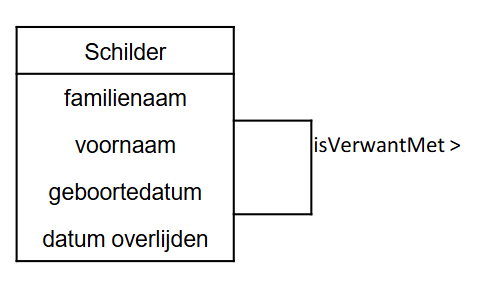 Schilder
familienaam
voornaam
isVerwantMet >
geboortedatum
datum overlijden